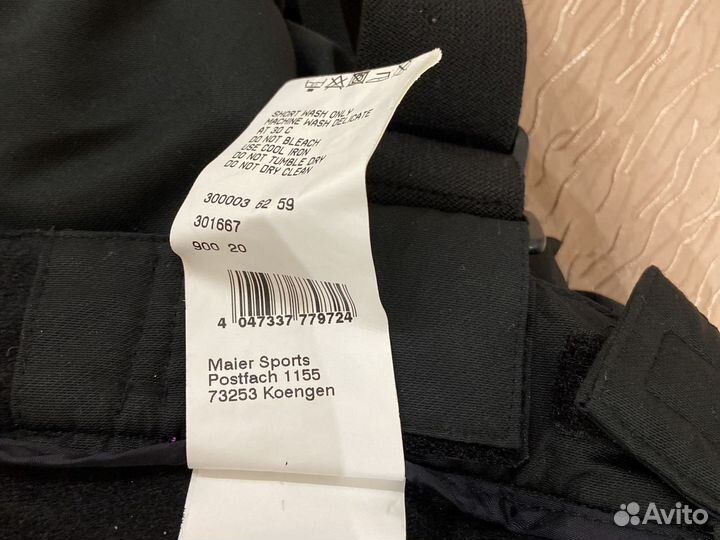 SHORT WASH ONLY
MACHINE WASH DELICATE
AT 30 C
DO NOT BLEACH
USE COOL IRON
DO NOT TUMBLE DRY
DO NOT DRY CLEAN
300003 62 59
301667
900 20
4 047337 779724
Maier Sports
Postfach 1155
73253 Koengen
Avito